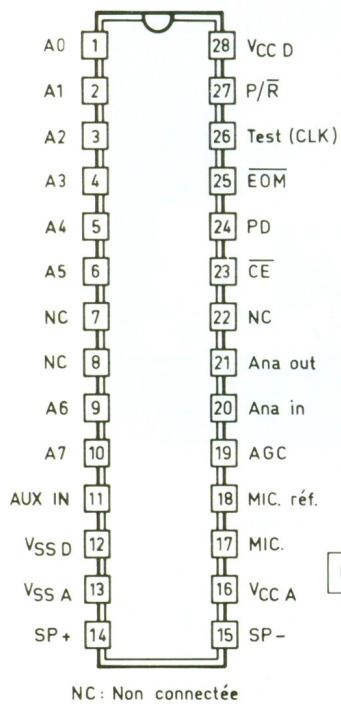 A0 1 28 VCC D
A1 2 27 P/R̅
A2 3 26 Test (CLK)
A3 4 25 E̅O̅M̅
A4 5 24 PD
A5 6 23 C̅E̅
NC 7 22 NC
NC 8 21 Ana out
A6 9 20 Ana in
A7 10 19 AGC
AUX IN 11 18 MIC. réf.
VSS D 12 17 MIC.
VSS A 13 16 VCC A
SP+ 14 15 SP-
NC : Non connectée